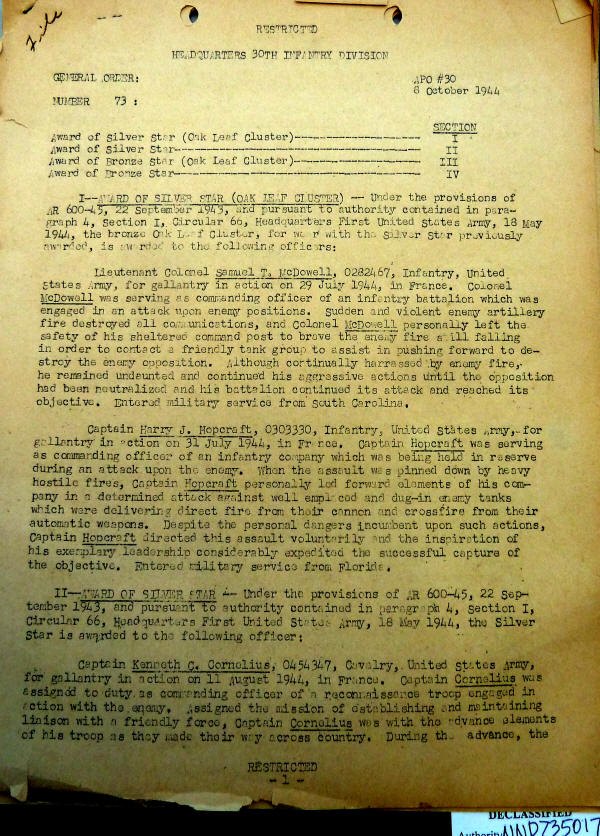 File
RESTRICTED
HEADQUARTERS 30TH INFANTRY DIVISION
GENERAL ORDER:
APO #30
8 October 1944
NUMBER 73 :
SECTION
Award of Silver Star (Oak Leaf Cluster)-------------------- I
Award of Silver Star--------------------------------------- II
Award of Bronze Star (Oak Leaf Cluster)-------------------- III
Award of Bronze Star--------------------------------------- IV
I--AWARD OF SILVER STAR (OAK LEAF CLUSTER) -- Under the provisions of
AR 600-45, 22 September 1943, and pursuant to authority contained in para-
graph 4, Section I, Circular 66, Headquarters First United States Army, 18 May
1944, the bronze Oak Leaf Cluster, for wear with the Silver Star previously
awarded, is awarded to the following officers:
Lieutenant Colonel Samuel T. McDowell, 0282467, Infantry, United
States Army, for gallantry in action on 29 July 1944, in France. Colonel
McDowell was serving as commanding officer of an infantry battalion which was
engaged in an attack upon enemy positions. Sudden and violent enemy artillery
fire destroyed all communications, and Colonel McDowell personally left the
safety of his sheltered command post to brave the enemy fire still falling
in order to contact a friendly tank group to assist in pushing forward to de-
stroy the enemy opposition. Although continually harrassed by enemy fire,
he remained undaunted and continued his aggressive actions until the opposition
had been neutralized and his battalion continued its attack and reached its
objective. Entered military service from South Carolina.
Captain Harry J. Hopcraft, 0303330, Infantry, United States Army, for
gallantry in action on 31 July 1944, in France. Captain Hopcraft was serving
as commanding officer of an infantry company which was being held in reserve
during an attack upon the enemy. When the assault was pinned down by heavy
hostile fires, Captain Hopcraft personally led forward elements of his com-
pany in a determined attack against well emplaced and dug-in enemy tanks
which were delivering direct fire from their cannon and crossfire from their
automatic weapons. Despite the personal dangers incumbent upon such actions,
Captain Hopcraft directed this assault voluntarily and the inspiration of
his exemplary leadership considerably expedited the successful capture of
the objective. Entered military service from Florida.
II--AWARD OF SILVER STAR -- Under the provisions of AR 600-45, 22 Sep-
tember 1943, and pursuant to authority contained in paragraph 4, Section I,
Circular 66, Headquarters First United States Army, 18 May 1944, the Silver
Star is awarded to the following officer:
Captain Kenneth C. Cornelius, 0454347, Cavalry, United States Army,
for gallantry in action on 11 August 1944, in France. Captain Cornelius was
assigned to duty as commanding officer of a reconnaissance troop engaged in
action with the enemy. Assigned the mission of establishing and maintaining
liaison with a friendly force, Captain Cornelius was with the advance elements
of his troop as they made their way across country. During the advance, the
RESTRICTED
- 1 -
DECLASSIFIED
Authority NND735017